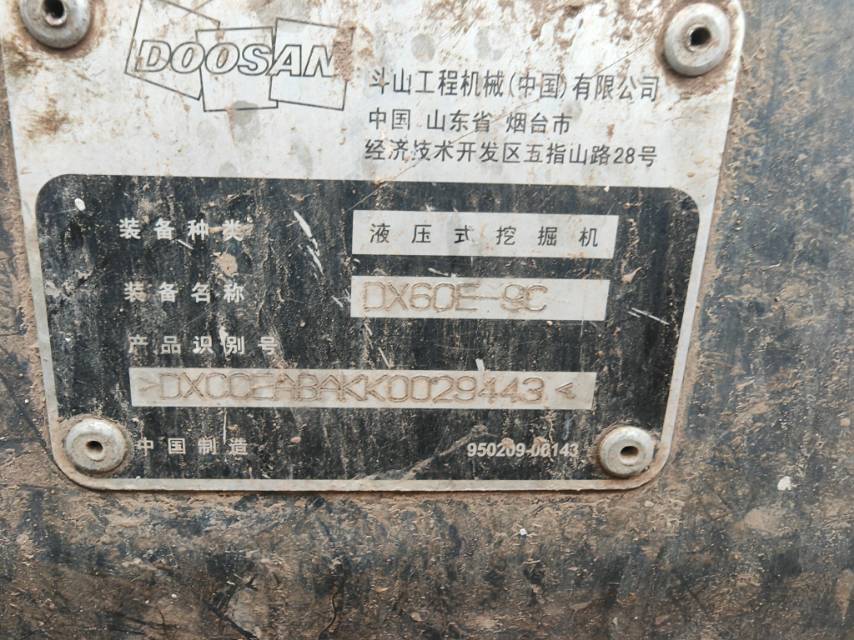 DOOSAN
斗山工程机械(中国)有限公司
中国 山东省 烟台市
经济技术开发区五指山路28号
装备种类 液压式挖掘机
装备名称 DX60E-9C
产品识别号
>DXCCEABAKK0029443<
中国制造 950209-06143